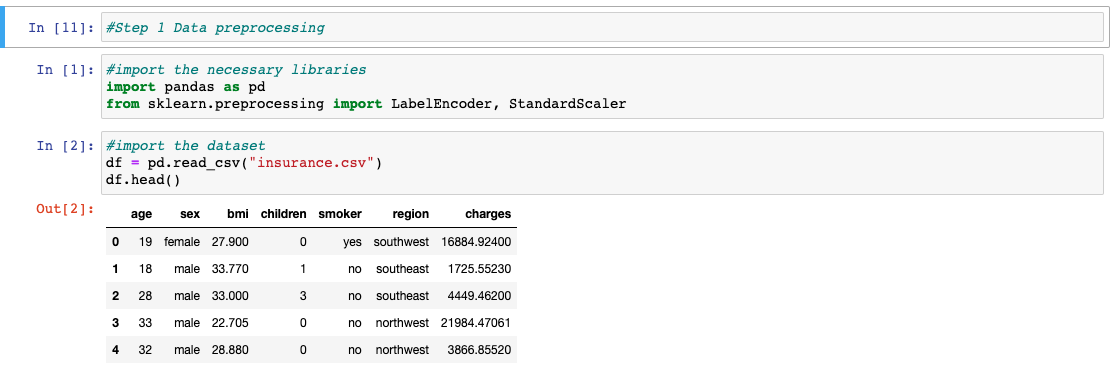 In [11]: #Step 1 Data preprocessing
In [1]: #import the necessary libraries
import pandas as pd
from sklearn.preprocessing import LabelEncoder, StandardScaler
In [2]: #import the dataset
df = pd.read_csv("insurance.csv")
df.head()
Out[2]:
age sex bmi children smoker region charges
0 19 female 27.900 0 yes southwest 16884.92400
1 18 male 33.770 1 no southeast 1725.55230
2 28 male 33.000 3 no southeast 4449.46200
3 33 male 22.705 0 no northwest 21984.47061
4 32 male 28.880 0 no northwest 3866.85520